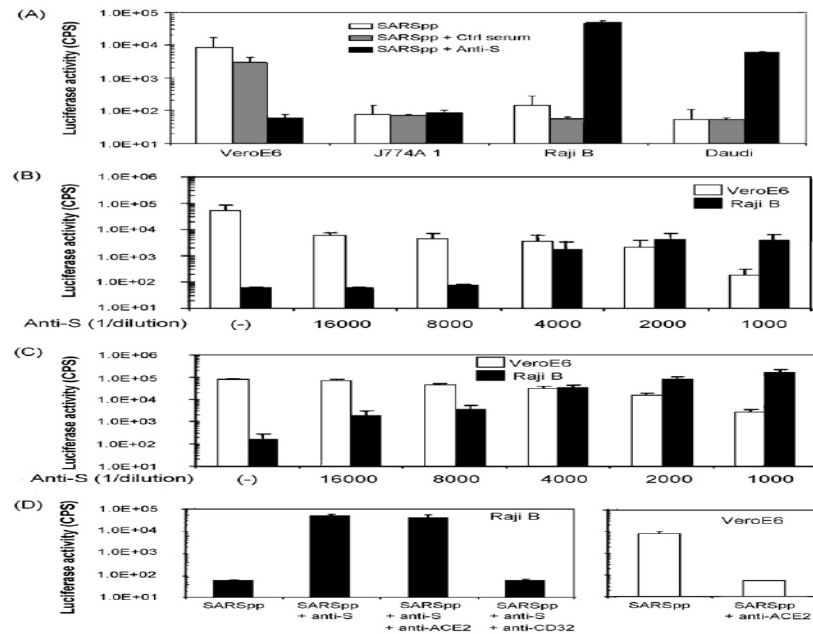 (A)
Luciferase activity (CPS)
1.0E+05
1.0E+04
1.0E+03
1.0E+02
1.0E+01
SARSpp
SARSpp + Ctrl serum
SARSpp + Anti-S
VeroE6 J774A 1 Raji B Daudi
(B)
Luciferase activity (CPS)
1.0E+06
1.0E+05
1.0E+04
1.0E+03
1.0E+02
1.0E+01
VeroE6
Raji B
Anti-S (1/dilution) (-) 16000 8000 4000 2000 1000
(C)
Luciferase activity (CPS)
1.0E+06
1.0E+05
1.0E+04
1.0E+03
1.0E+02
1.0E+01
VeroE6
Raji B
Anti-S (1/dilution) (-) 16000 8000 4000 2000 1000
(D)
Luciferase activity (CPS)
1.0E+05
1.0E+04
1.0E+03
1.0E+02
1.0E+01
Raji B
SARSpp SARSpp SARSpp SARSpp
+ anti-S + anti-S + anti-S
+ anti-ACE2 + anti-CD32
VeroE6
SARSpp SARSpp
+ anti-ACE2